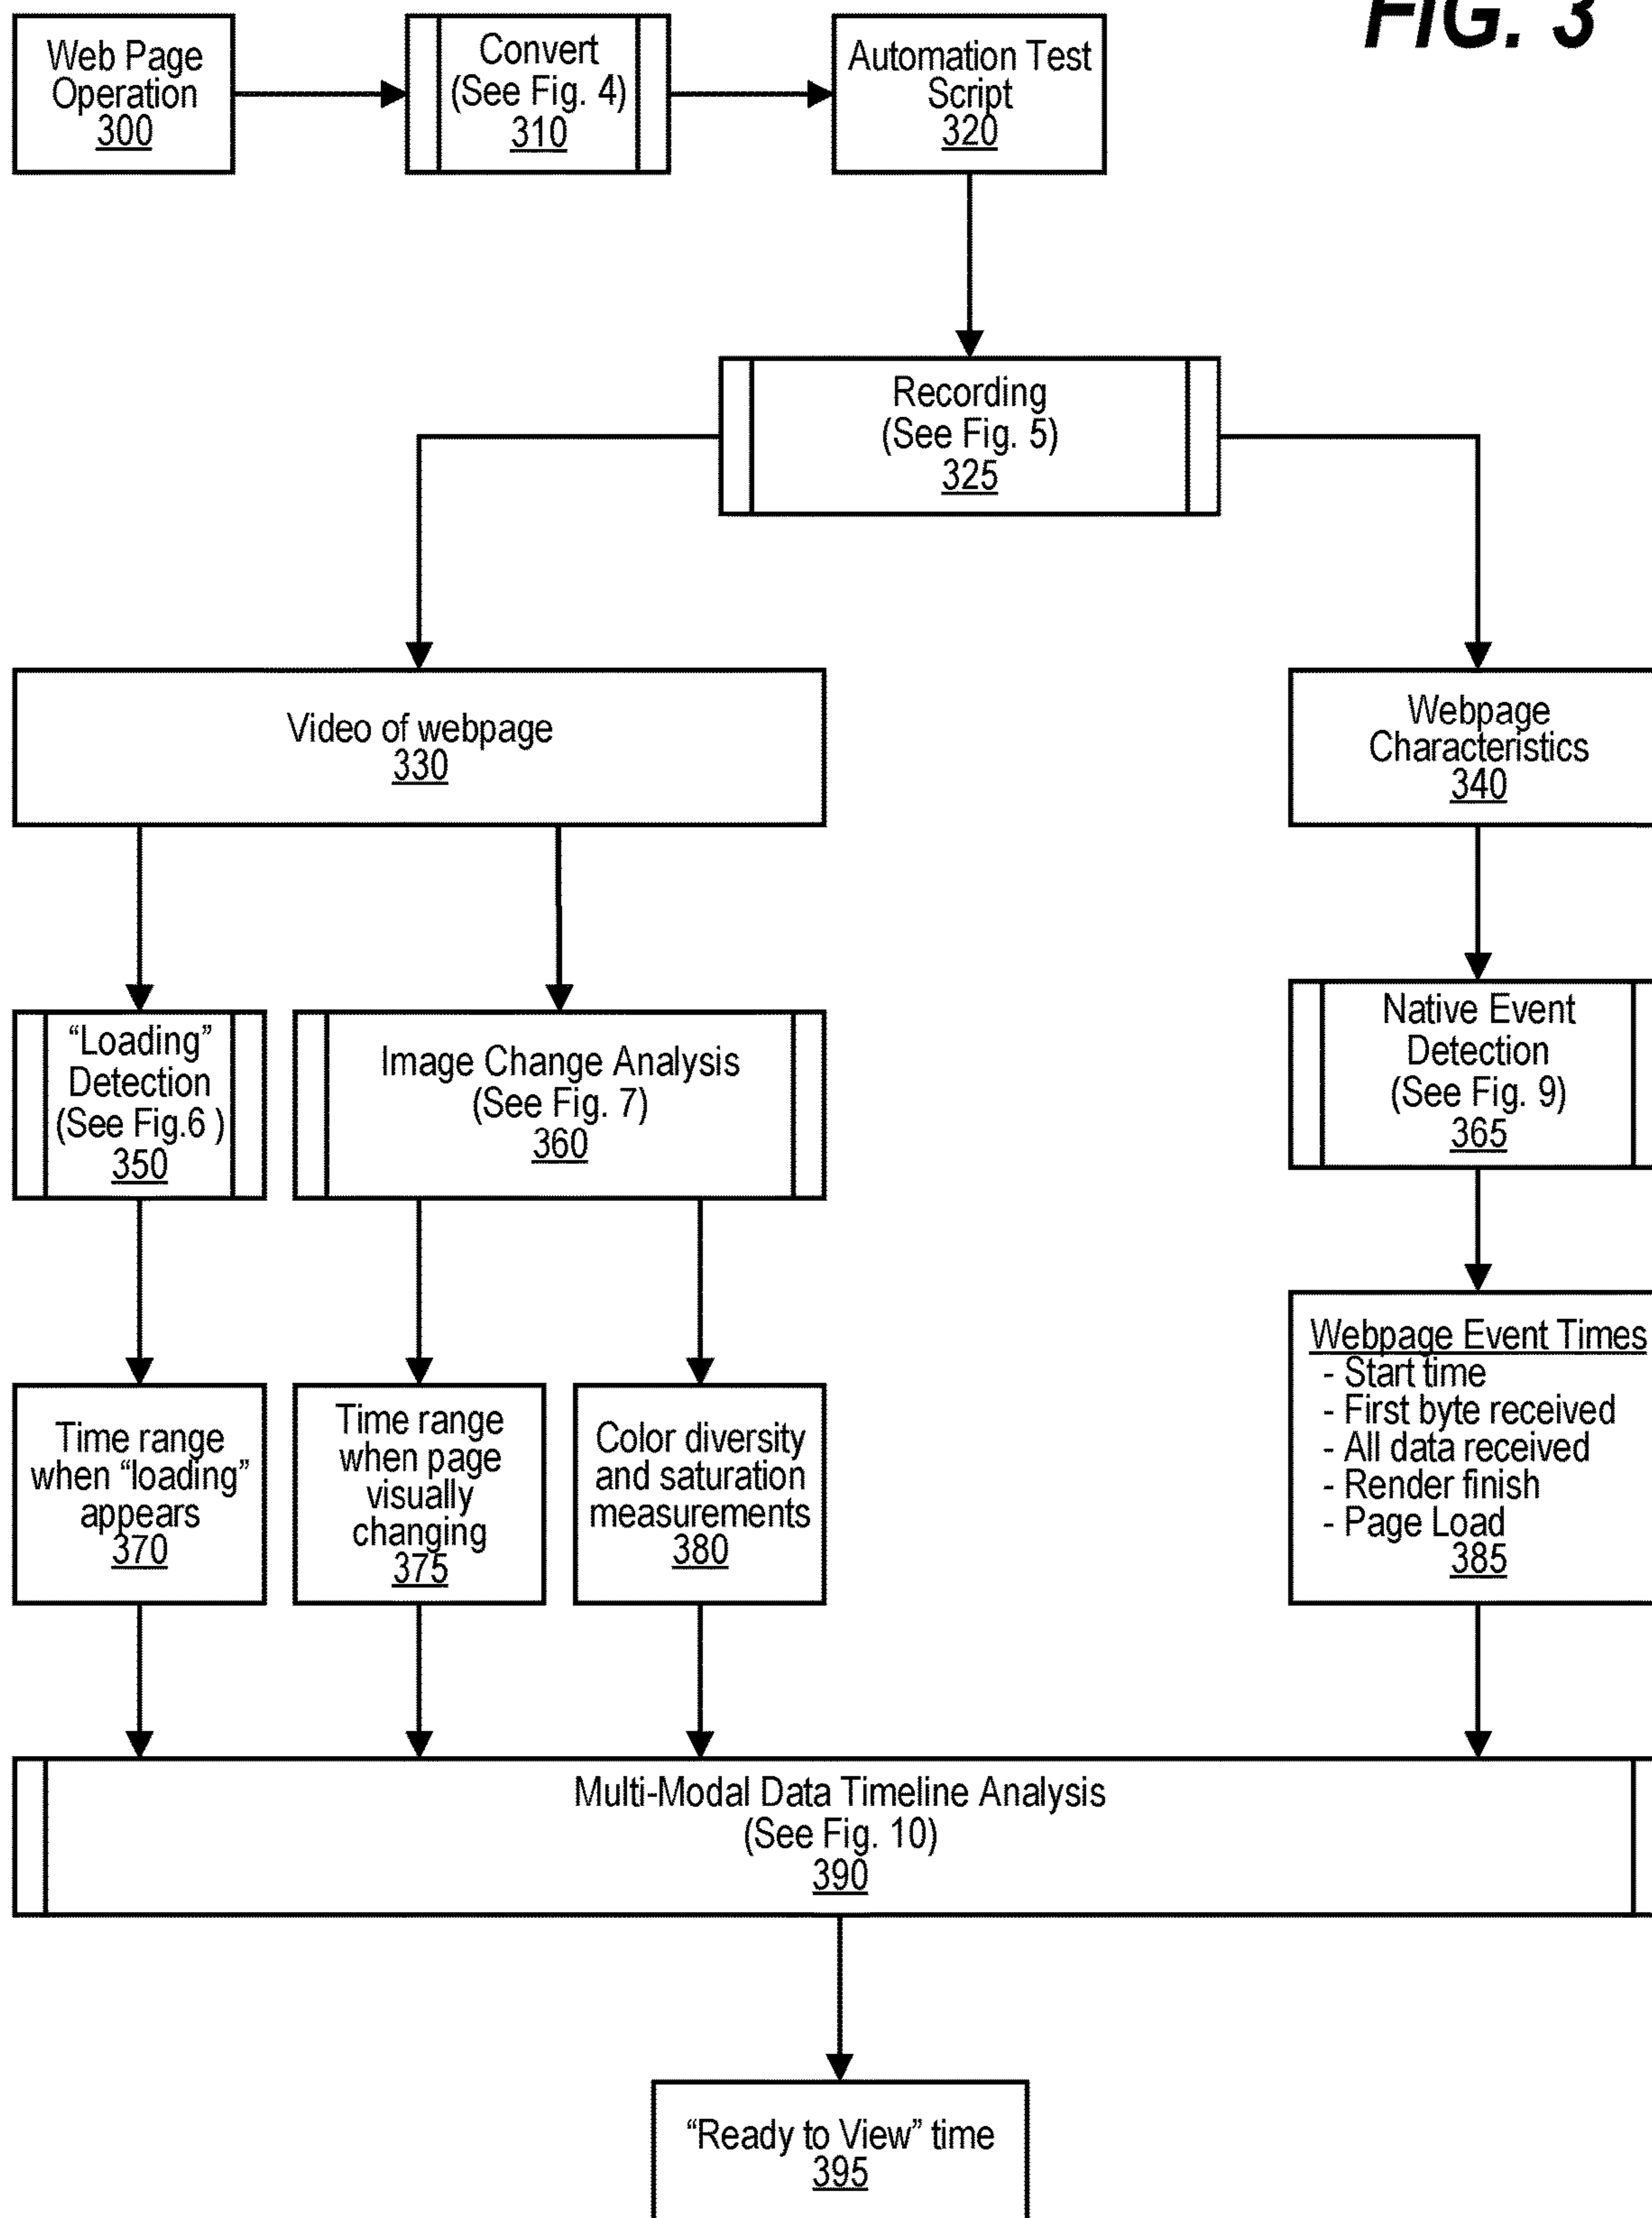 FIG. 3
Web Page
Operation
300
Convert
(See Fig. 4)
310
Automation Test
Script
320
Recording
(See Fig. 5)
325
Video of webpage
330
Webpage
Characteristics
340
“Loading”
Detection
(See Fig.6 )
350
Image Change Analysis
(See Fig. 7)
360
Native Event
Detection
(See Fig. 9)
365
Time range
when “loading”
appears
370
Time range
when page
visually
changing
375
Color diversity
and saturation
measurements
380
Webpage Event Times
- Start time
- First byte received
- All data received
- Render finish
- Page Load
385
Multi-Modal Data Timeline Analysis
(See Fig. 10)
390
“Ready to View” time
395